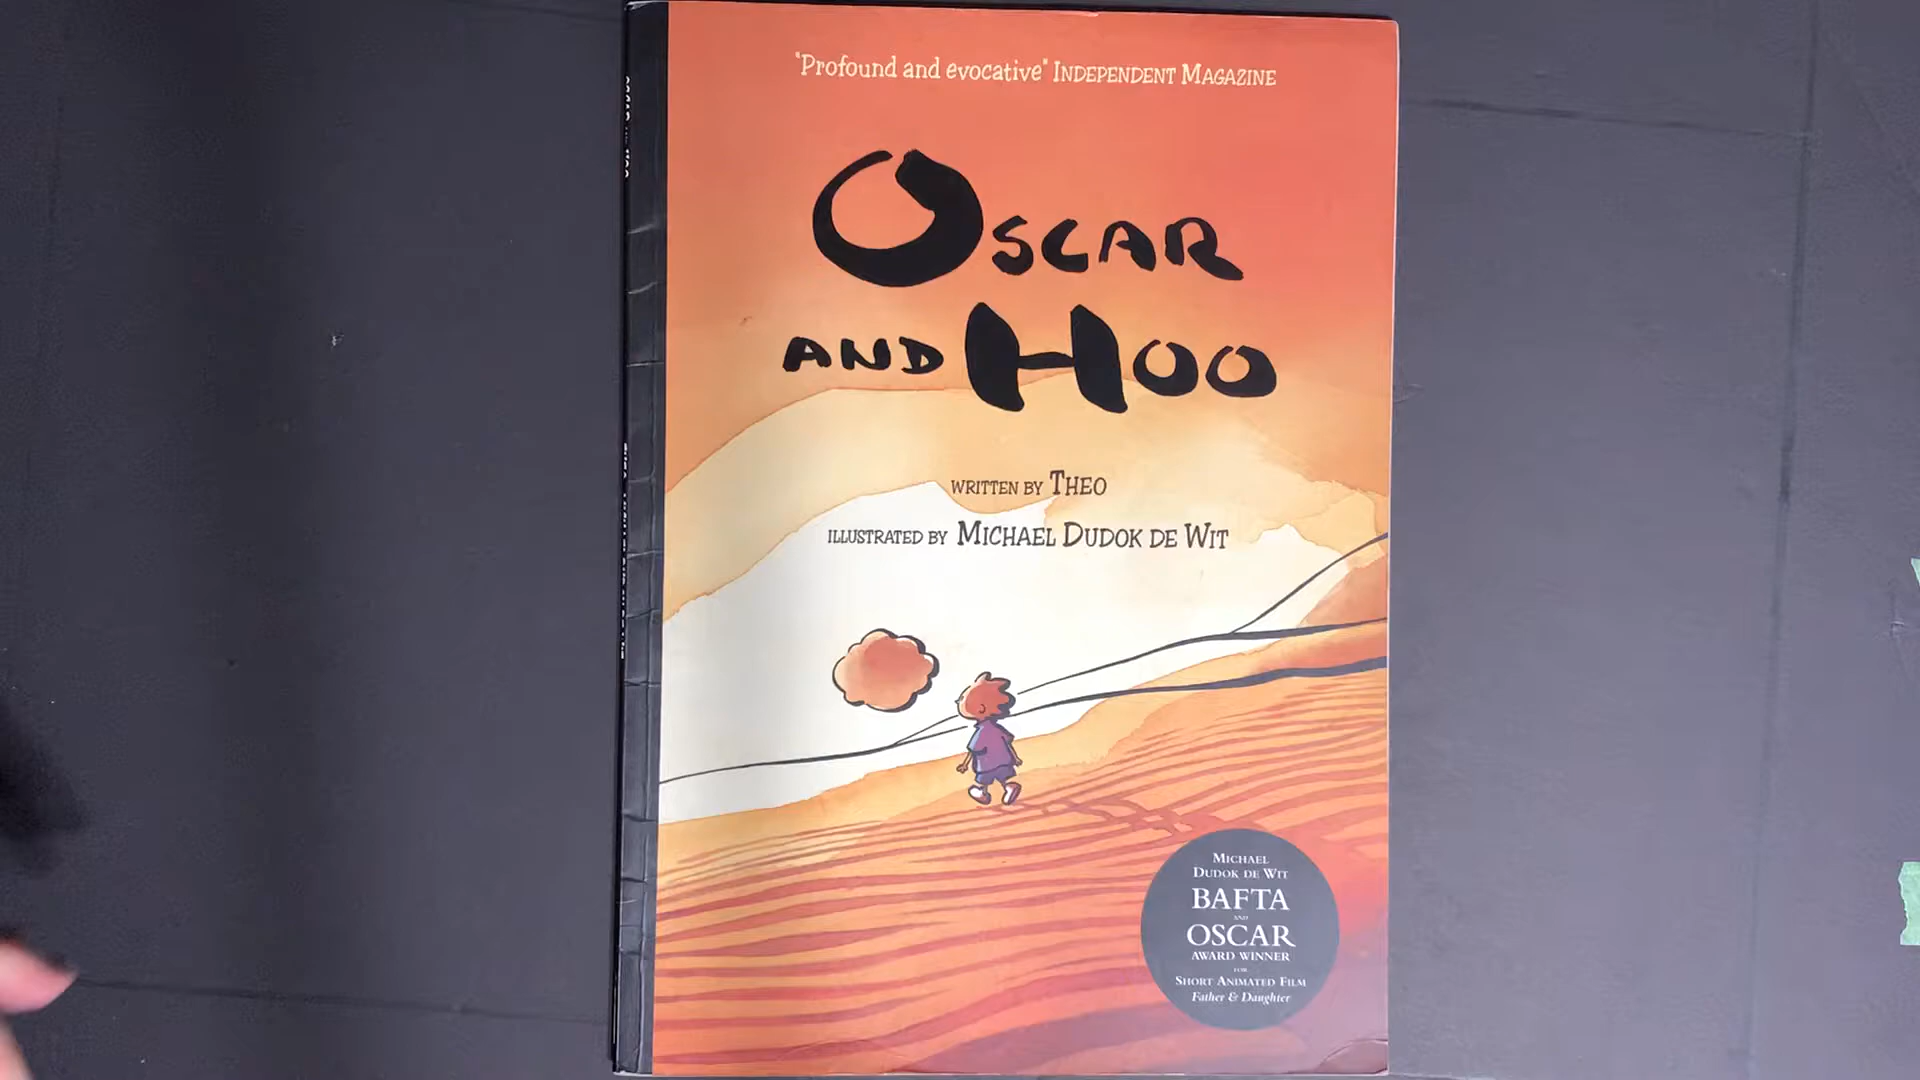 "Profound and evocative" INDEPENDENT MAGAZINE
OSCAR
AND HOO
WRITTEN BY THEO
ILLUSTRATED BY MICHAEL DUDOK DE WIT
MICHAEL
DUDOK DE WIT
BAFTA
AND
OSCAR
AWARD WINNER
FOR
SHORT ANIMATED FILM
Father & Daughter